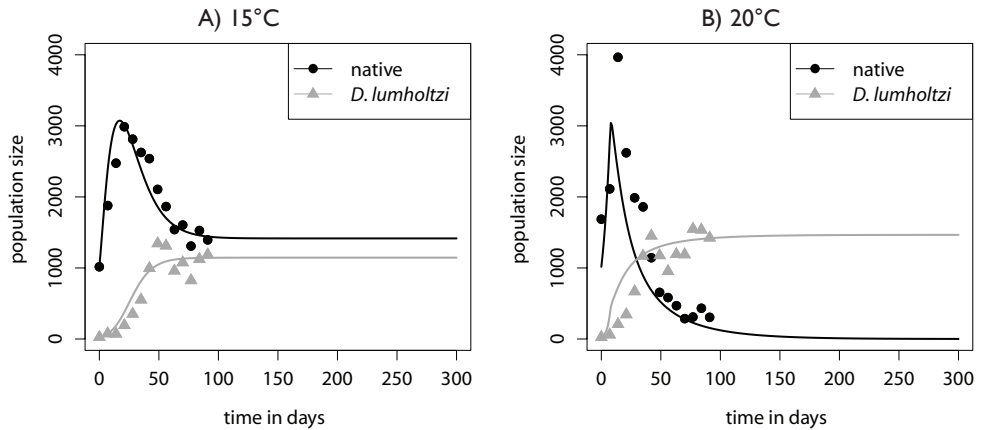 A) 15°C
native
D. lumholtzi
population size
0
1000
2000
3000
4000
0 50 100 150 200 250 300
time in days
B) 20°C
native
D. lumholtzi
population size
0
1000
2000
3000
4000
0 50 100 150 200 250 300
time in days